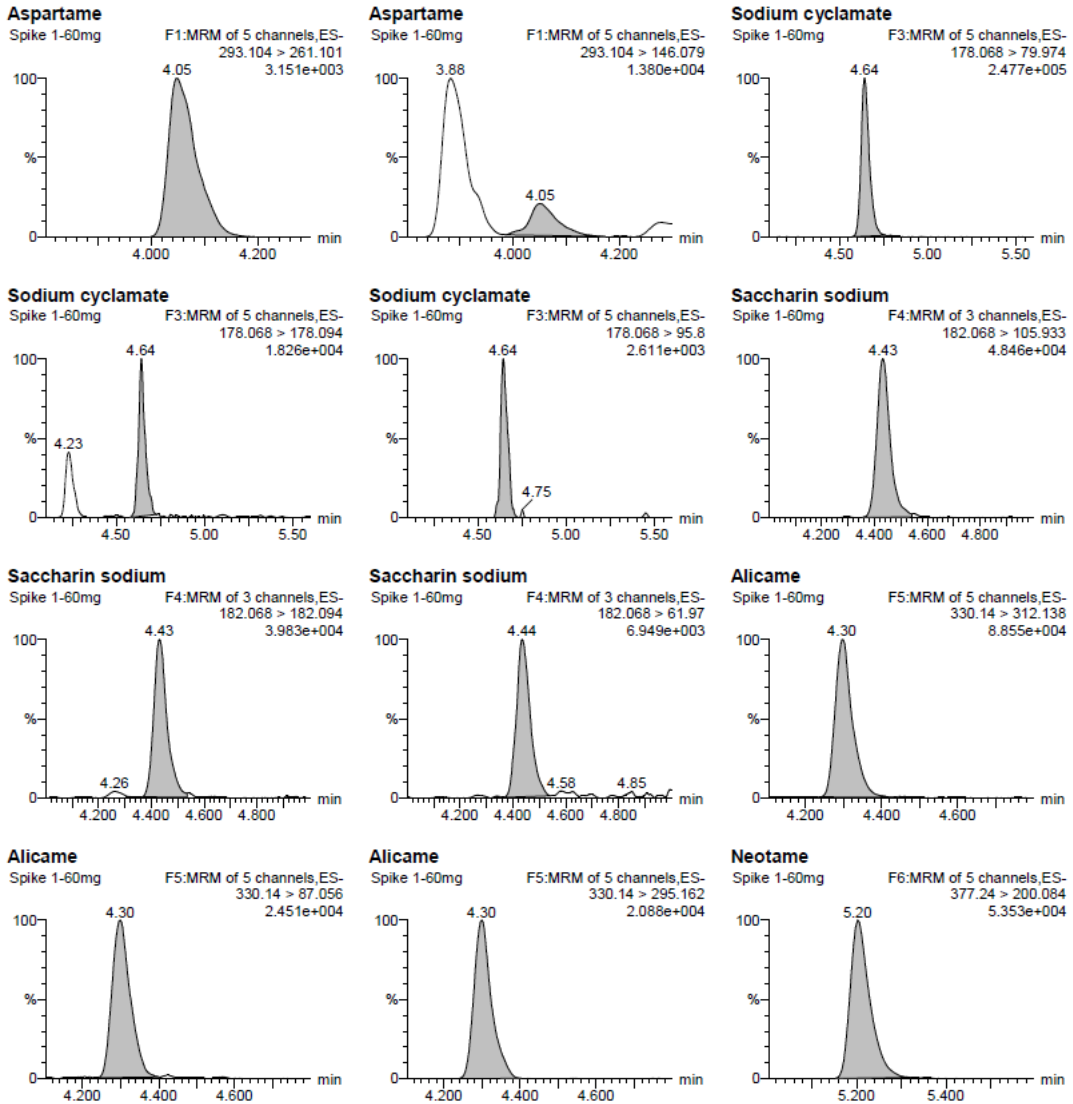 Aspartame
Spike 1-60mg F1:MRM of 5 channels,ES-
293.104 > 261.101
3.151e+003
4.05
100
%
0
4.000 4.200 min
Aspartame
Spike 1-60mg F1:MRM of 5 channels,ES-
293.104 > 146.079
1.380e+004
3.88
100
%
4.05
0
4.000 4.200 min
Sodium cyclamate
Spike 1-60mg F3:MRM of 5 channels,ES-
178.068 > 79.974
2.477e+005
4.64
100
%
0
4.50 5.00 5.50 min
Sodium cyclamate
Spike 1-60mg F3:MRM of 5 channels,ES-
178.068 > 178.094
1.826e+004
4.64
100
%
4.23
0
4.50 5.00 5.50 min
Sodium cyclamate
Spike 1-60mg F3:MRM of 5 channels,ES-
178.068 > 95.8
2.611e+003
4.64
100
%
4.75
0
4.50 5.00 5.50 min
Saccharin sodium
Spike 1-60mg F4:MRM of 3 channels,ES-
182.068 > 105.933
4.846e+004
4.43
100
%
0
4.200 4.400 4.600 4.800 min
Saccharin sodium
Spike 1-60mg F4:MRM of 3 channels,ES-
182.068 > 182.094
3.983e+004
4.43
100
%
4.26
0
4.200 4.400 4.600 4.800 min
Saccharin sodium
Spike 1-60mg F4:MRM of 3 channels,ES-
182.068 > 61.97
6.949e+003
4.44
100
%
4.58 4.85
0
4.200 4.400 4.600 4.800 min
Alicame
Spike 1-60mg F5:MRM of 5 channels,ES-
330.14 > 312.138
8.855e+004
4.30
100
%
0
4.200 4.400 4.600 min
Alicame
Spike 1-60mg F5:MRM of 5 channels,ES-
330.14 > 87.056
2.451e+004
4.30
100
%
0
4.200 4.400 4.600 min
Alicame
Spike 1-60mg F5:MRM of 5 channels,ES-
330.14 > 295.162
2.088e+004
4.30
100
%
0
4.200 4.400 4.600 min
Neotame
Spike 1-60mg F6:MRM of 5 channels,ES-
377.24 > 200.084
5.353e+004
5.20
100
%
0
5.200 5.400 min